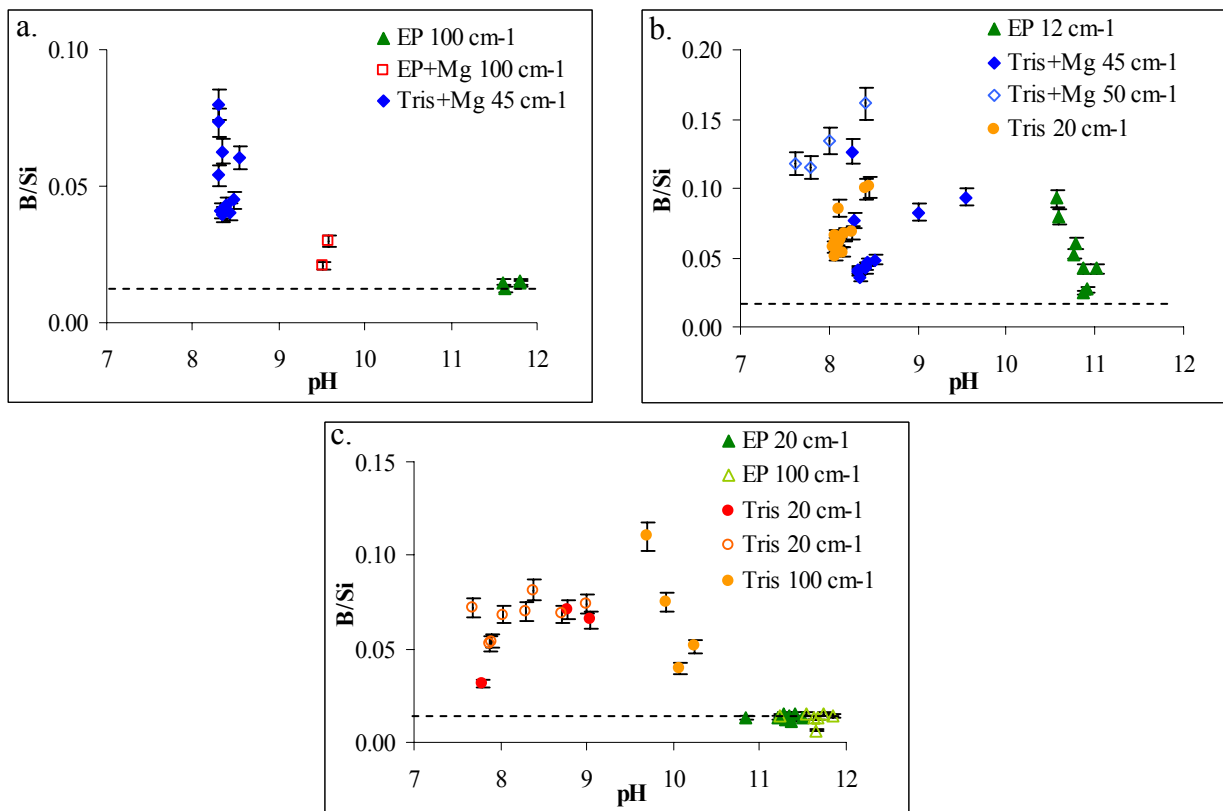 a.
EP 100 cm-1
EP+Mg 100 cm-1
Tris+Mg 45 cm-1
0.10
0.05
0.00
B/Si
7 8 9 10 11 12
pH
b.
EP 12 cm-1
Tris+Mg 45 cm-1
Tris+Mg 50 cm-1
Tris 20 cm-1
0.20
0.15
0.10
0.05
0.00
B/Si
7 8 9 10 11 12
pH
c.
EP 20 cm-1
EP 100 cm-1
Tris 20 cm-1
Tris 20 cm-1
Tris 100 cm-1
0.15
0.10
0.05
0.00
B/Si
7 8 9 10 11 12
pH